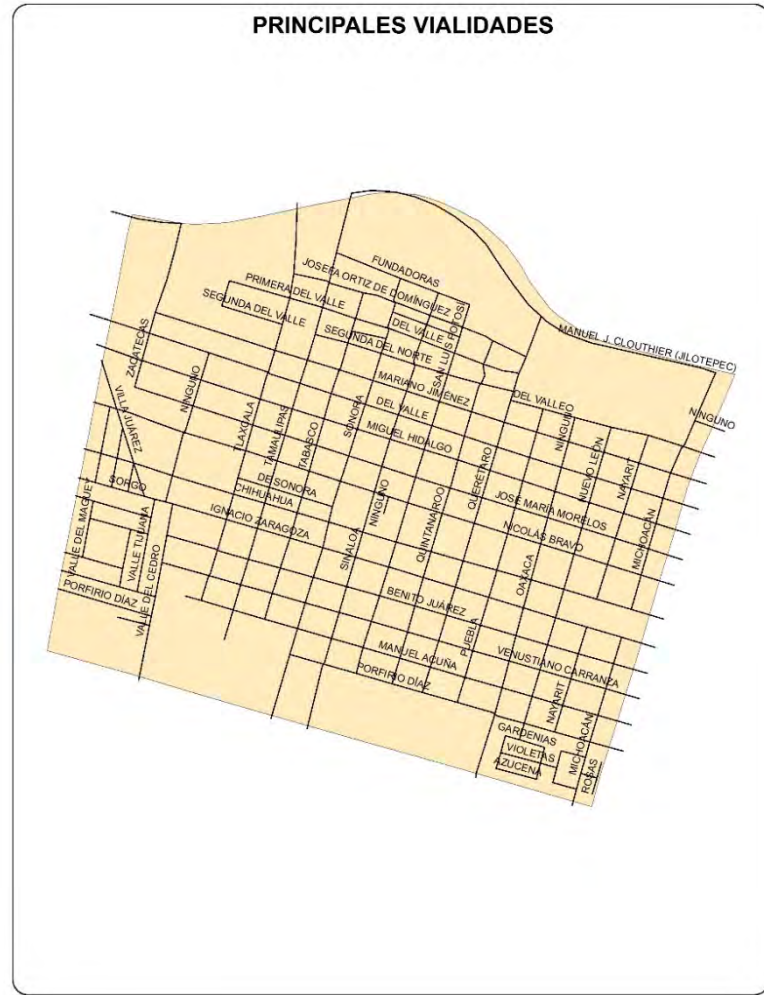 PRINCIPALES VIALIDADES
FUNDADORAS
JOSEFA ORTIZ DE DOMÍNGUEZ
PRIMERA DEL VALLE
SEGUNDA DEL VALLE
DEL VALLE
SAN LUIS POTOSÍ
SEGUNDA DEL NORTE
MANUEL J. CLOUTHIER (JILOTEPEC)
ZACATECAS
MARIANO JIMÉNEZ
DEL VALLEO
NINGUNO
VILLA JUÁREZ
NINGUNO
TLAXCALA
TAMAULIPAS
TABASCO
SONORA
DEL VALLE
MIGUEL HIDALGO
NINGUNO
NUEVO LEÓN
NAYARIT
SORGO
DE SONORA
CHIHUAHUA
IGNACIO ZARAGOZA
NINGUNO
QUINTANAROO
QUERÉTARO
JOSÉ MARÍA MORELOS
NICOLÁS BRAVO
MICHOACÁN
VALLE DEL MAGUEY
VALLE TIJUANA
VALLE DEL CEDRO
SINALOA
OAXACA
PORFIRIO DÍAZ
BENITO JUÁREZ
PUEBLA
MANUEL ACUÑA
VENUSTIANO CARRANZA
PORFIRIO DÍAZ
NAYARIT
GARDENIAS
VIOLETAS
AZUCENA
MICHOACÁN
ROSAS